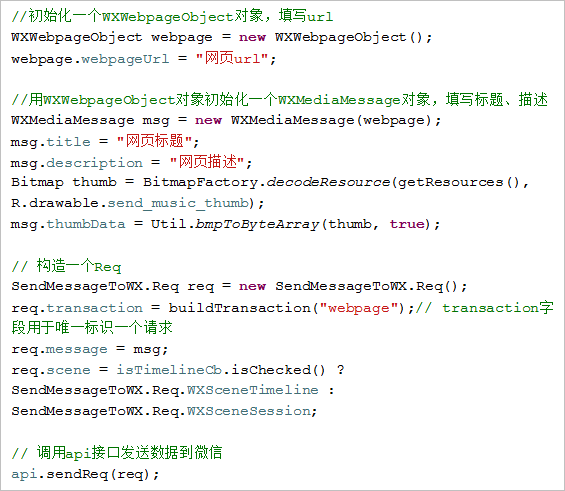 //初始化一个WXWebpageObject对象，填写url
WXWebpageObject webpage = new WXWebpageObject();
webpage.webpageUrl = "网页url";
//用WXWebpageObject对象初始化一个WXMediaMessage对象，填写标题、描述
WXMediaMessage msg = new WXMediaMessage(webpage);
msg.title = "网页标题";
msg.description = "网页描述";
Bitmap thumb = BitmapFactory.decodeResource(getResources(),
R.drawable.send_music_thumb);
msg.thumbData = Util.bmpToByteArray(thumb, true);
// 构造一个Req
SendMessageToWX.Req req = new SendMessageToWX.Req();
req.transaction = buildTransaction("webpage");// transaction字
段用于唯一标识一个请求
req.message = msg;
req.scene = isTimelineCb.isChecked() ?
SendMessageToWX.Req.WXSceneTimeline :
SendMessageToWX.Req.WXSceneSession;
// 调用api接口发送数据到微信
api.sendReq(req);